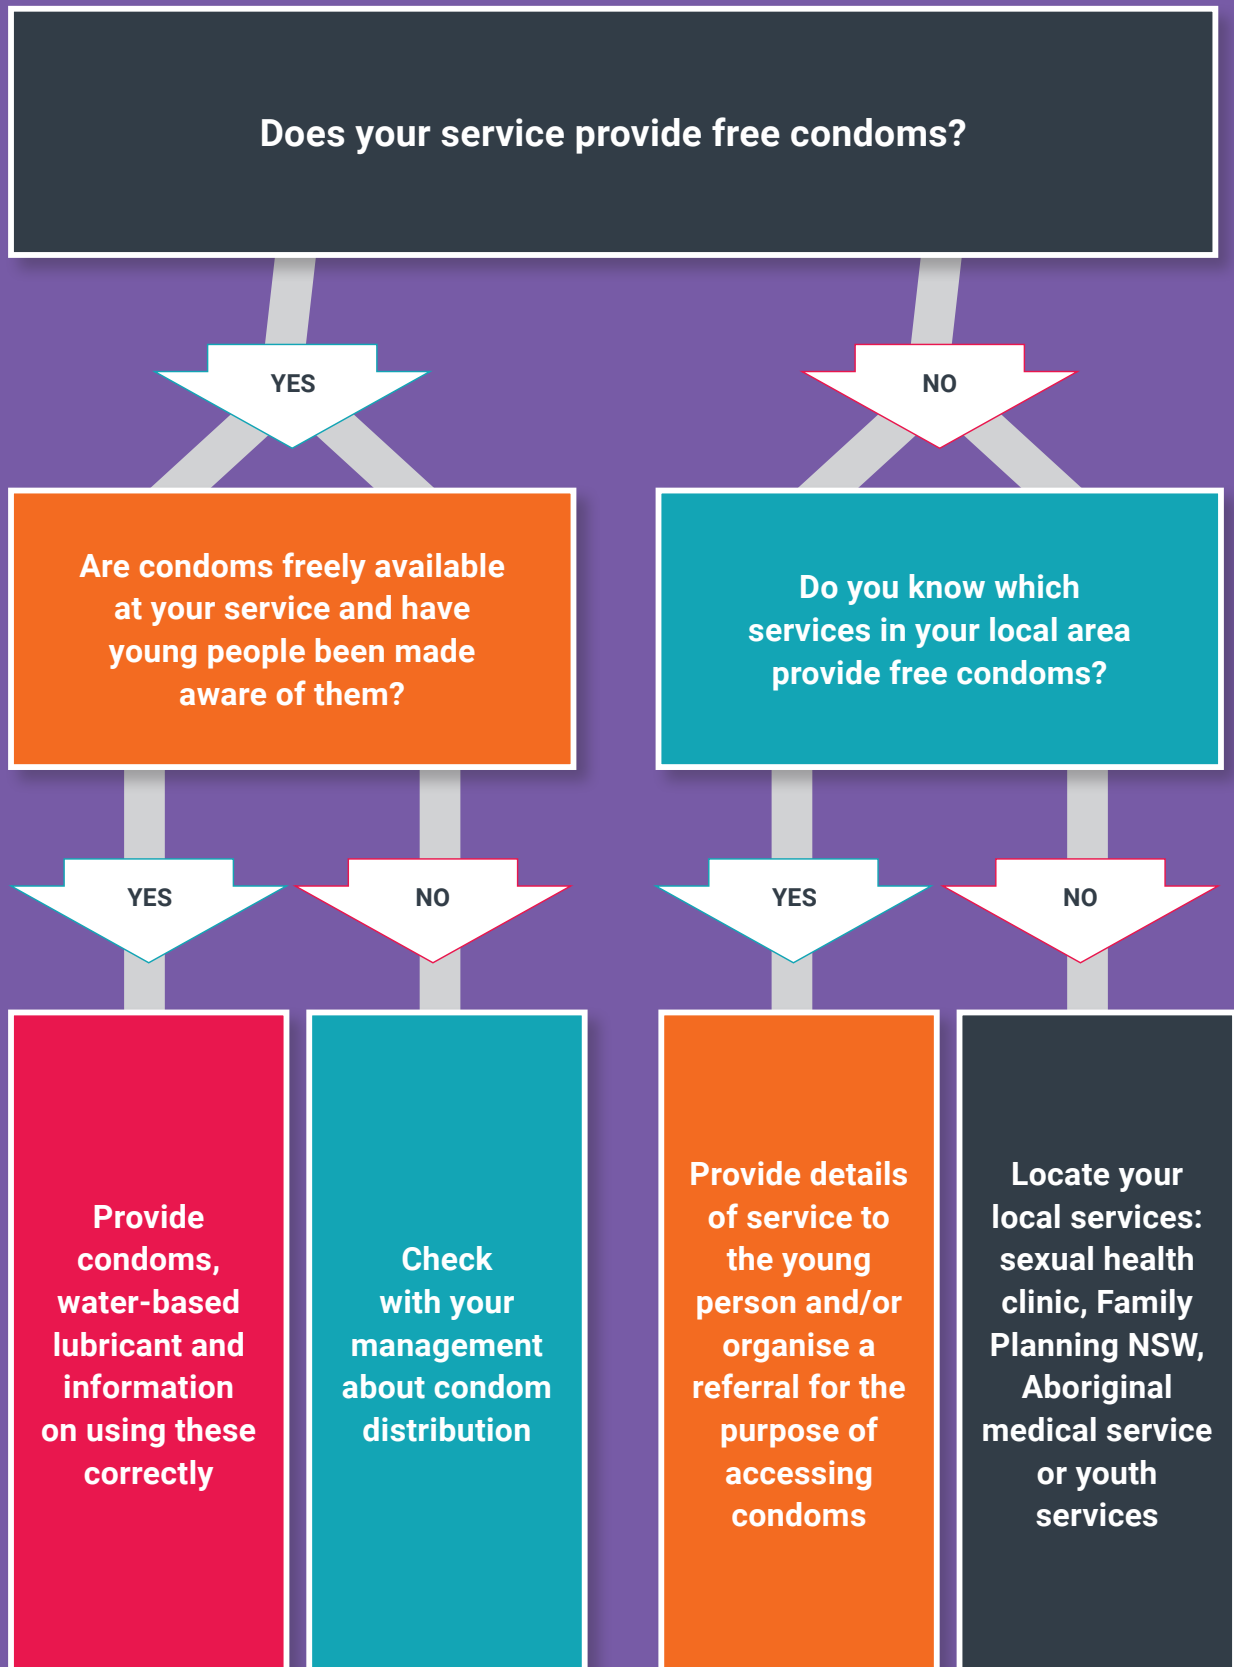 Does your service provide free condoms?
YES
NO
Are condoms freely available
at your service and have
young people been made
aware of them?
Do you know which
services in your local area
provide free condoms?
YES
NO
YES
NO
Provide
condoms,
water-based
lubricant and
information
on using these
correctly
Check
with your
management
about condom
distribution
Provide details
of service to
the young
person and/or
organise a
referral for the
purpose of
accessing
condoms
Locate your
local services:
sexual health
clinic, Family
Planning NSW,
Aboriginal
medical service
or youth
services